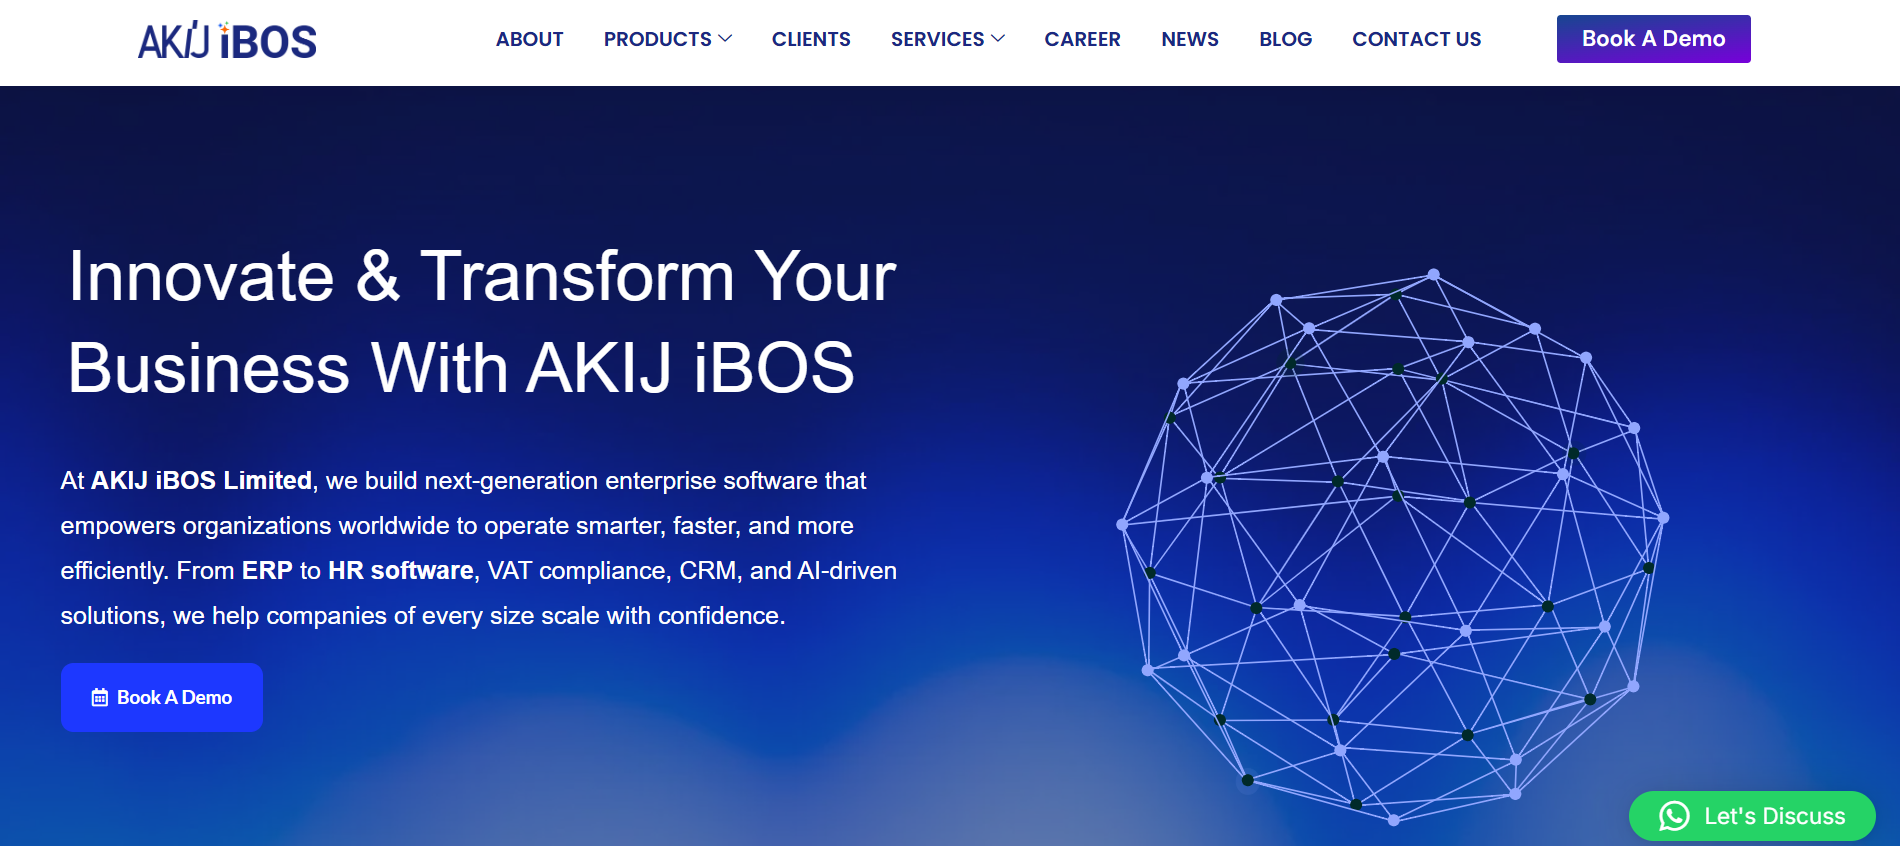 AKIJ iBOS
ABOUT
PRODUCTS
CLIENTS
SERVICES
CAREER
NEWS
BLOG
CONTACT US
Book A Demo
Innovate & Transform Your
Business With AKIJ iBOS
At AKIJ iBOS Limited, we build next-generation enterprise software that
empowers organizations worldwide to operate smarter, faster, and more
efficiently. From ERP to HR software, VAT compliance, CRM, and AI-driven
solutions, we help companies of every size scale with confidence.
Book A Demo
Let's Discuss